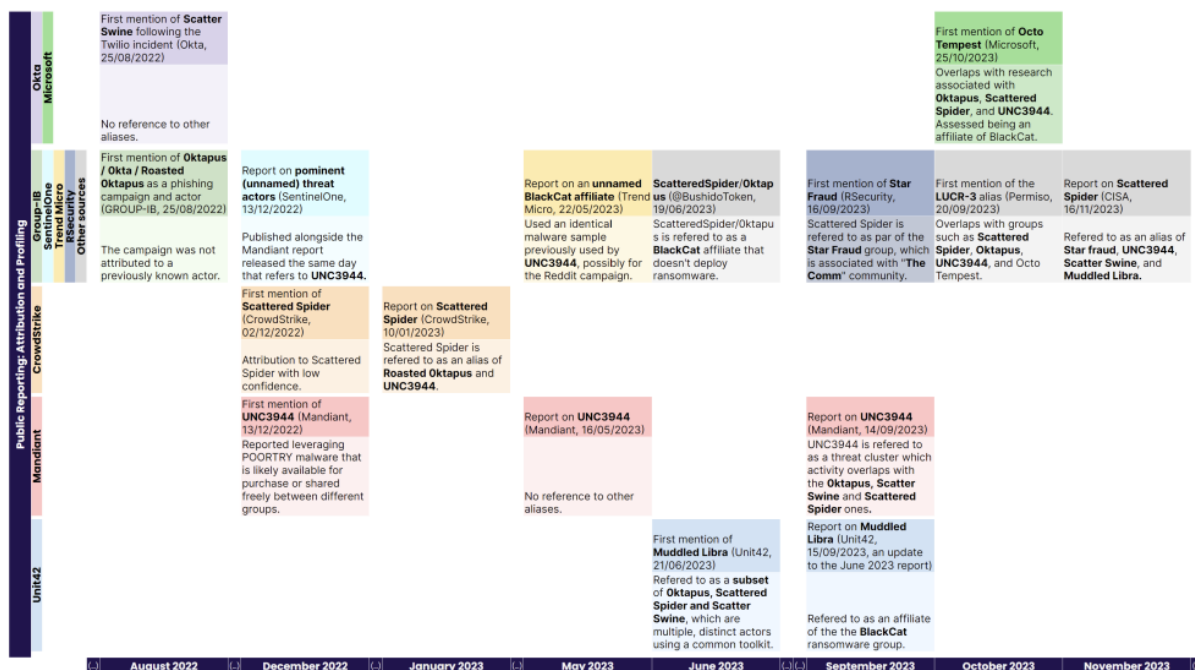 Public Reporting: Attribution and Profiling
Okta
Microsoft
First mention of Scatter
Swine following the
Twilio incident (Okta,
25/08/2022)
No reference to other
aliases.
First mention of Octo
Tempest (Microsoft,
25/10/2023)
Overlaps with research
associated with
0ktapus, Scattered
Spider, and UNC3944.
Assessed being an
affiliate of BlackCat.
Group-IB
SentinelOne
Trend Micro
RSecurity
Other sources
First mention of 0ktapus
/ 0kta / Roasted
0ktapus as a phishing
campaign and actor
(GROUP-IB, 25/08/2022)
The campaign was not
attributed to a
previously known actor.
Report on pominent
(unnamed) threat
actors (SentinelOne,
13/12/2022)
Published alongside the
Mandiant report
released the same day
that refers to UNC3944.
Report on an unnamed
BlackCat affiliate (Trend
Micro, 22/05/2023)
Used an identical
malware sample
previously used by
UNC3944, possibly for
the Reddit campaign.
ScatteredSpider/0ktap
us (@BushidoToken,
19/06/2023)
ScatteredSpider/0ktapu
s is refered to as a
BlackCat affiliate that
doesn't deploy
ransomware.
First mention of Star
Fraud (RSecurity,
16/09/2023)
Scattered Spider is
refered to as par of the
Star Fraud group, which
is associated with "The
Comm" community.
First mention of the
LUCR-3 alias (Permiso,
20/09/2023)
Overlaps with groups
such as Scattered
Spider, Oktapus,
UNC3944, and Octo
Tempest.
Report on Scattered
Spider (CISA,
16/11/2023)
Referred to as an alias of
Star fraud, UNC3944,
Scatter Swine, and
Muddled Libra.
CrowdStrike
First mention of
Scattered Spider
(CrowdStrike,
02/12/2022)
Attribution to Scattered
Spider with low
confidence.
Report on Scattered
Spider (CrowdStrike,
10/01/2023)
Scattered Spider is
refered to as an alias of
Roasted 0ktapus and
UNC3944.
Mandiant
First mention of
UNC3944 (Mandiant,
13/12/2022)
Reported leveraging
POORTRY malware that
is likely available for
purchase or shared
freely between different
groups.
Report on UNC3944
(Mandiant, 16/05/2023)
No reference to other
aliases.
Report on UNC3944
(Mandiant, 14/09/2023)
UNC3944 is refered to
as a threat cluster which
activity overlaps with
the 0ktapus, Scatter
Swine and Scattered
Spider ones.
Unit42
First mention of
Muddled Libra (Unit42,
21/06/2023)
Refered to as a subset
of 0ktapus, Scattered
Spider and Scatter
Swine, which are
multiple, distinct actors
using a common toolkit.
Report on Muddled
Libra (Unit42,
15/09/2023, an update
to the June 2023 report)
Refered to as an affiliate
of the the BlackCat
ransomware group.
(..) August 2022 (..) December 2022 (..) January 2023 (..) May 2023 June 2023 (..) (..) September 2023 October 2023 November 2023